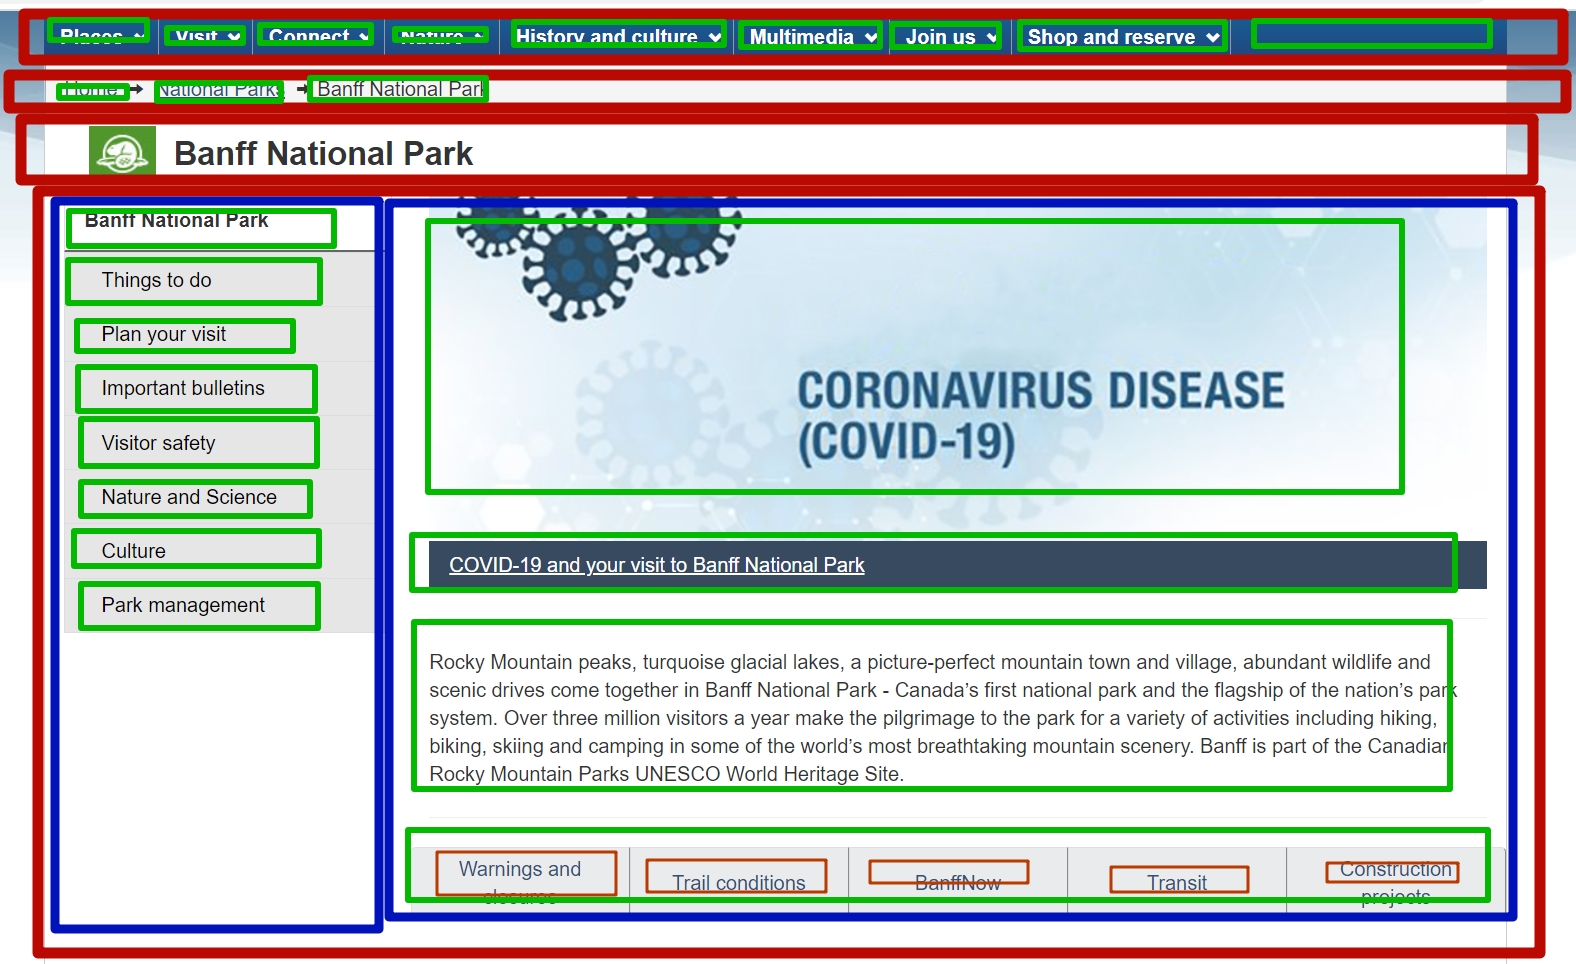 Places
Visit
Connect
Nature
History and culture
Multimedia
Join us
Shop and reserve
Home
National Parks
Banff National Park
Banff National Park
Banff National Park
Things to do
Plan your visit
Important bulletins
Visitor safety
Nature and Science
Culture
Park management
CORONAVIRUS DISEASE
(COVID-19)
COVID-19 and your visit to Banff National Park
Rocky Mountain peaks, turquoise glacial lakes, a picture-perfect mountain town and village, abundant wildlife and
scenic drives come together in Banff National Park - Canada’s first national park and the flagship of the nation’s park
system. Over three million visitors a year make the pilgrimage to the park for a variety of activities including hiking,
biking, skiing and camping in some of the world’s most breathtaking mountain scenery. Banff is part of the Canadian
Rocky Mountain Parks UNESCO World Heritage Site.
Warnings and
closures
Trail conditions
BanffNow
Transit
Construction
projects